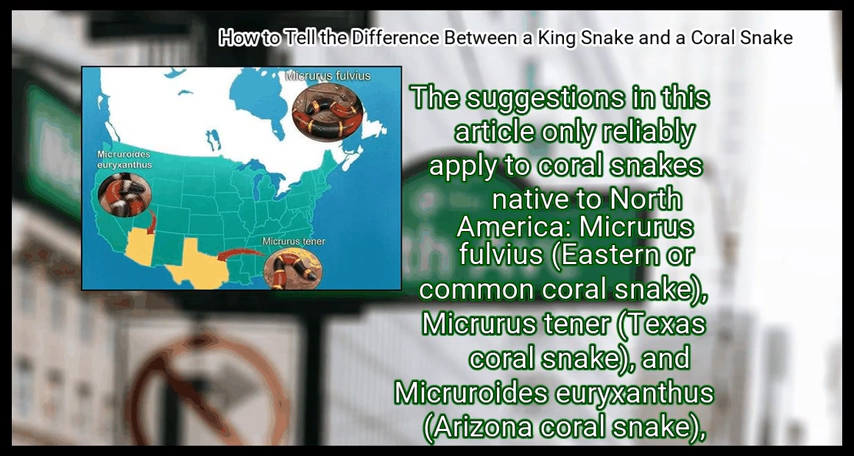 How to Tell the Difference Between a King Snake and a Coral Snake
Micrurus fulvius
Micruroides
euryxanthus
Micrurus tener
The suggestions in this
article only reliably
apply to coral snakes
native to North
America: Micrurus
fulvius (Eastern or
common coral snake),
Micrurus tener (Texas
coral snake), and
Micruroides euryxanthus
(Arizona coral snake),